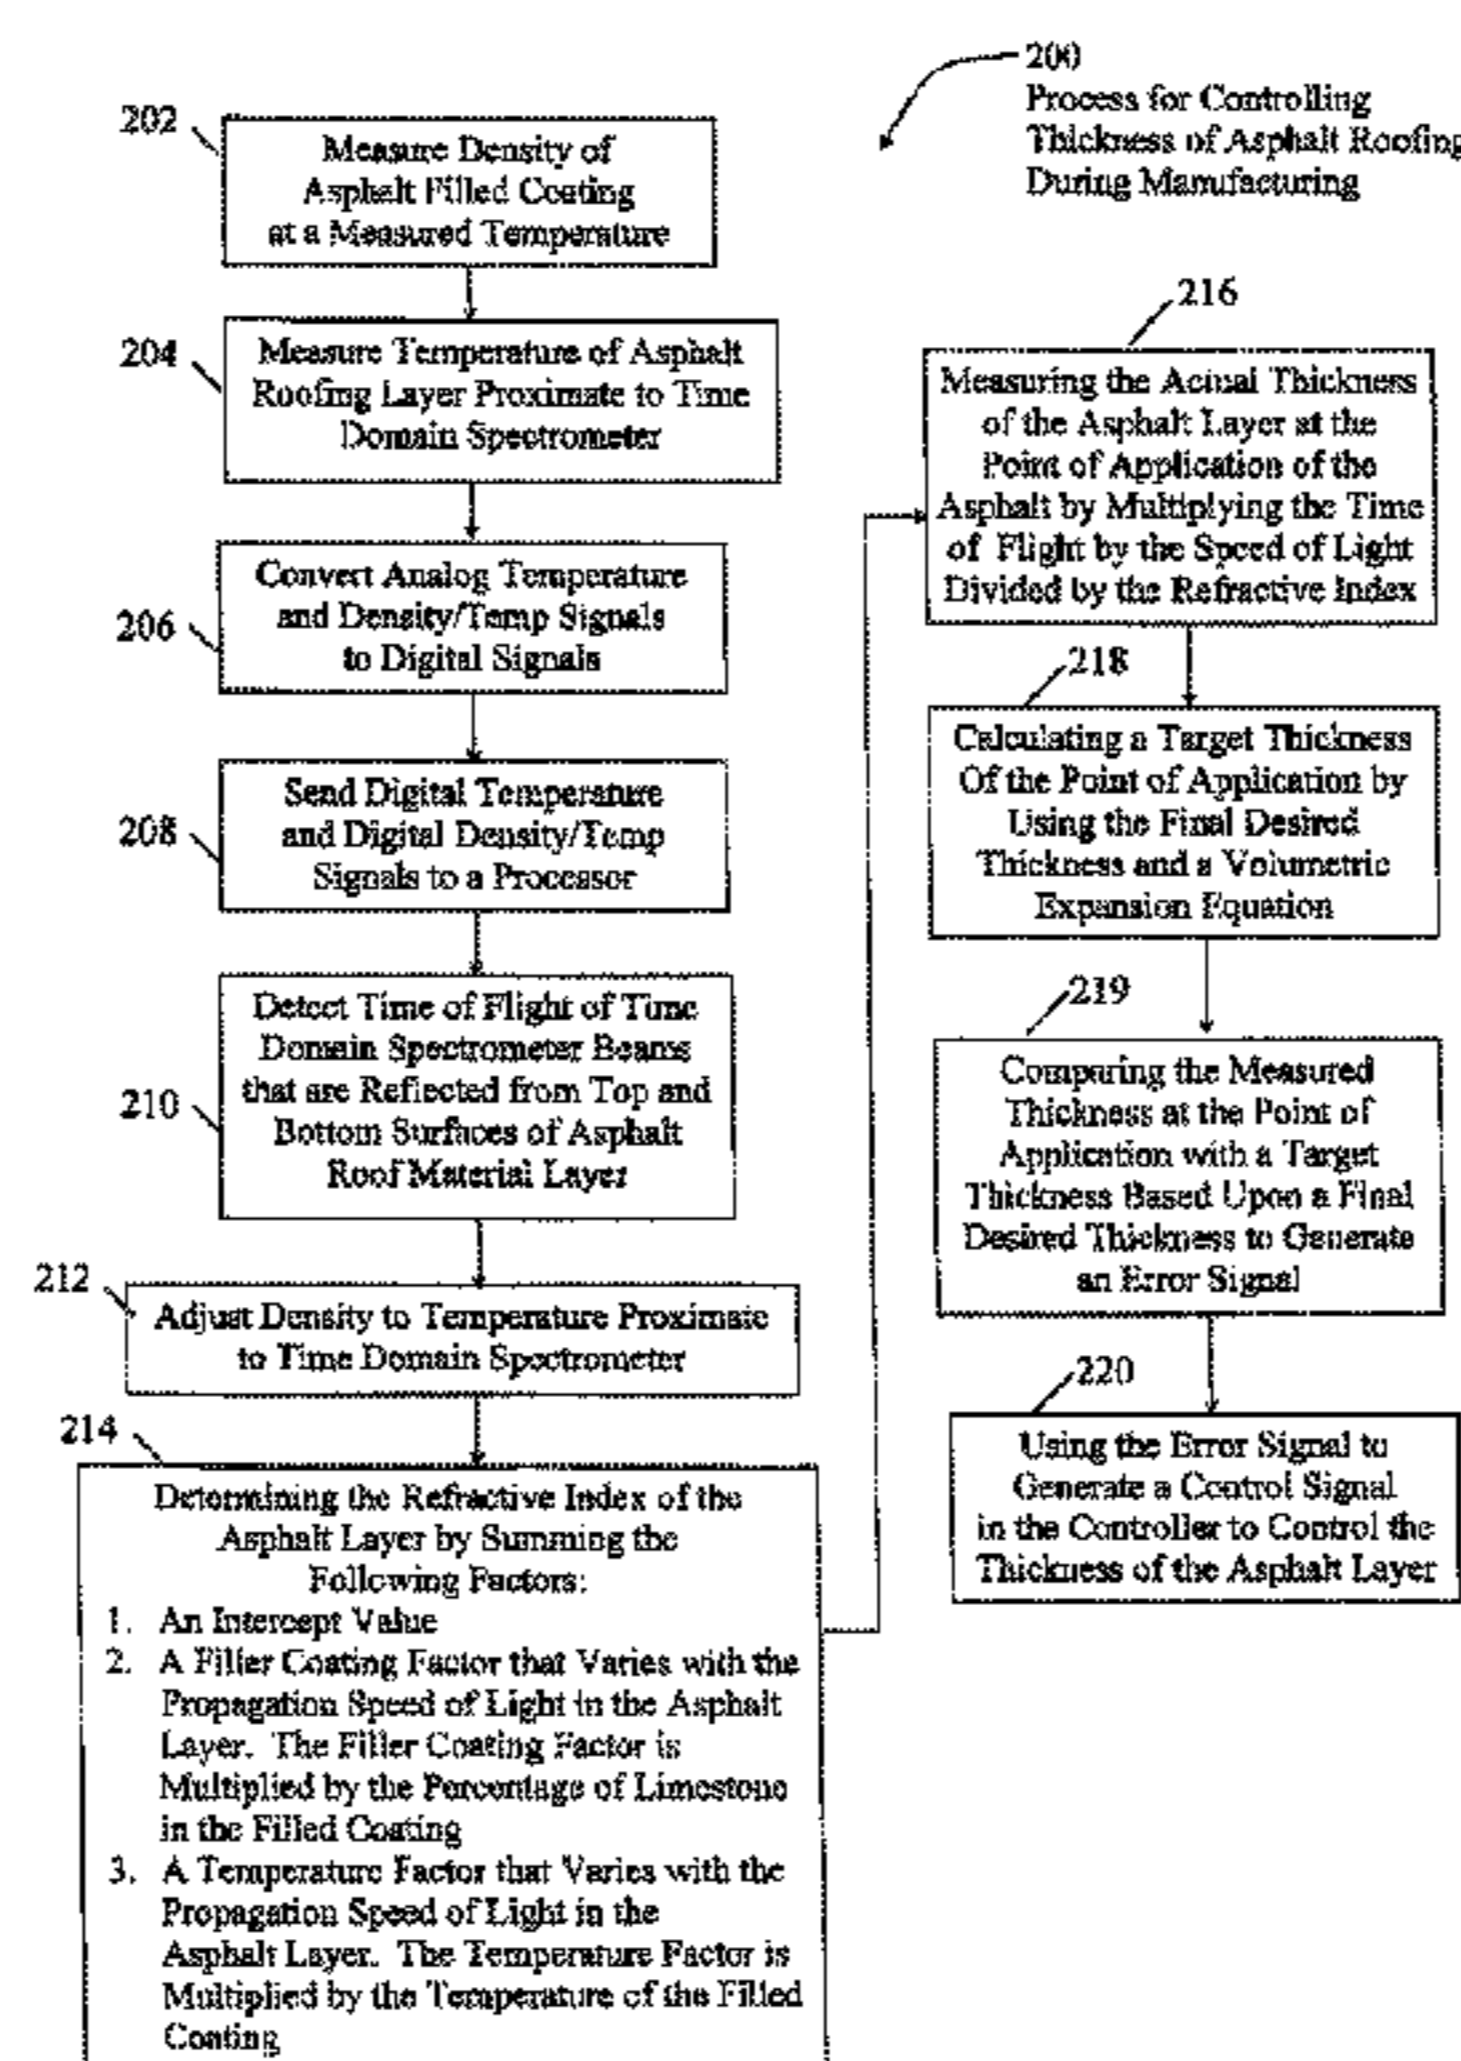 200
Process for Controlling
Thickness of Asphalt Roofing
During Manufacturing
202
Measure Density of
Asphalt Filled Coating
at a Measured Temperature
204
Measure Temperature of Asphalt
Roofing Layer Proximate to Time
Domain Spectrometer
206
Convert Analog Temperature
and Density/Temp Signals
to Digital Signals
208
Send Digital Temperature
and Digital Density/Temp
Signals to a Processor
210
Detect Time of Flight of Time
Domain Spectrometer Beams
that are Reflected from Top and
Bottom Surfaces of Asphalt
Roof Material Layer
212
Adjust Density to Temperature Proximate
to Time Domain Spectrometer
214
Determining the Refractive Index of the
Asphalt Layer by Summing the
Following Factors:
1. An Intercept Value
2. A Filler Coating Factor that Varies with the
Propagation Speed of Light in the Asphalt
Layer. The Filler Coating Factor is
Multiplied by the Percentage of Limestone
in the Filled Coating
3. A Temperature Factor that Varies with the
Propagation Speed of Light in the
Asphalt Layer. The Temperature Factor is
Multiplied by the Temperature of the Filled
Coating
216
Measuring the Actual Thickness
of the Asphalt Layer at the
Point of Application of the
Asphalt by Multiplying the Time
of Flight by the Speed of Light
Divided by the Refractive Index
218
Calculating a Target Thickness
Of the Point of Application by
Using the Final Desired
Thickness and a Volumetric
Expansion Equation
219
Comparing the Measured
Thickness at the Point of
Application with a Target
Thickness Based Upon a Final
Desired Thickness to Generate
an Error Signal
220
Using the Error Signal to
Generate a Control Signal
in the Controller to Control the
Thickness of the Asphalt Layer